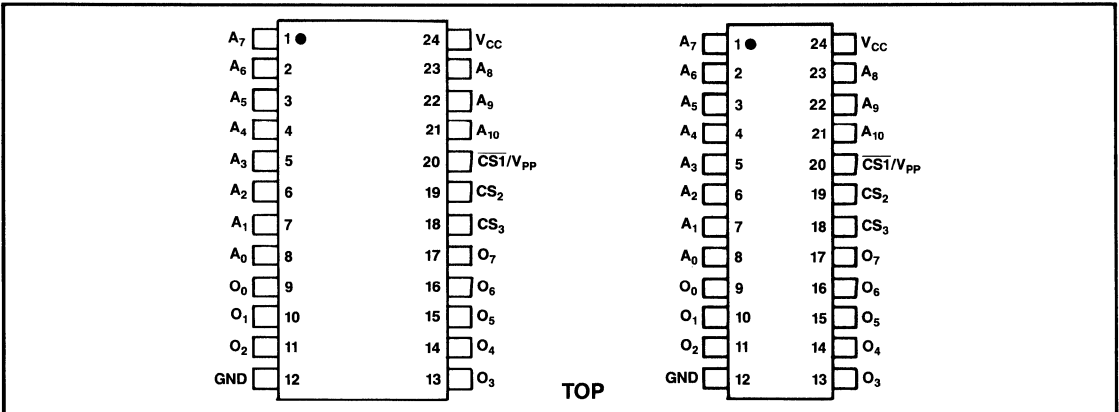 A7 1 24 VCC
A6 2 23 A8
A5 3 22 A9
A4 4 21 A10
A3 5 20 C̅S̅1̅/VPP
A2 6 19 CS2
A1 7 18 CS3
A0 8 17 O7
O0 9 16 O6
O1 10 15 O5
O2 11 14 O4
GND 12 13 O3
A7 1 24 VCC
A6 2 23 A8
A5 3 22 A9
A4 4 21 A10
A3 5 20 C̅S̅1̅/VPP
A2 6 19 CS2
A1 7 18 CS3
A0 8 17 O7
O0 9 16 O6
O1 10 15 O5
O2 11 14 O4
GND 12 13 O3
TOP